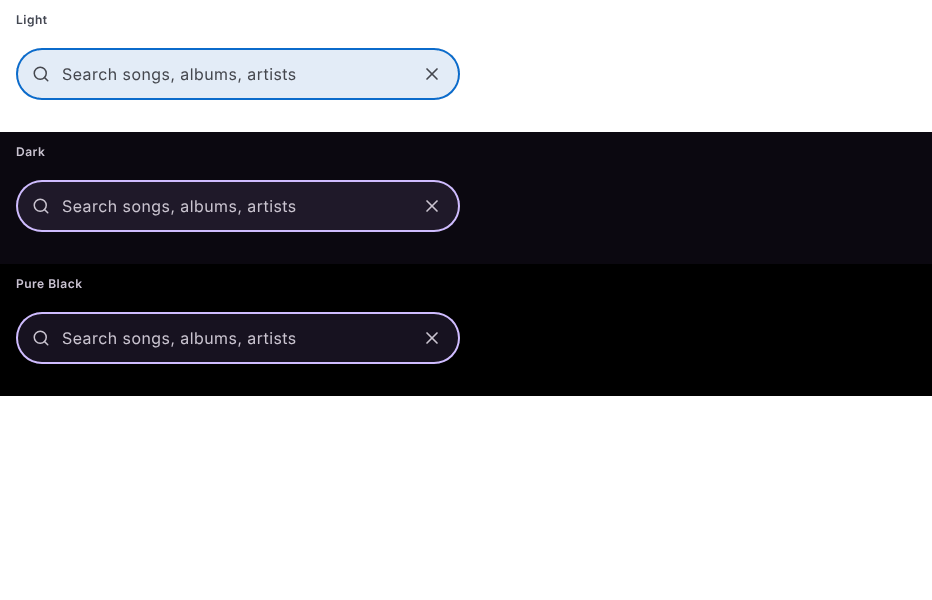 Light
Search songs, albums, artists
Dark
Search songs, albums, artists
Pure Black
Search songs, albums, artists